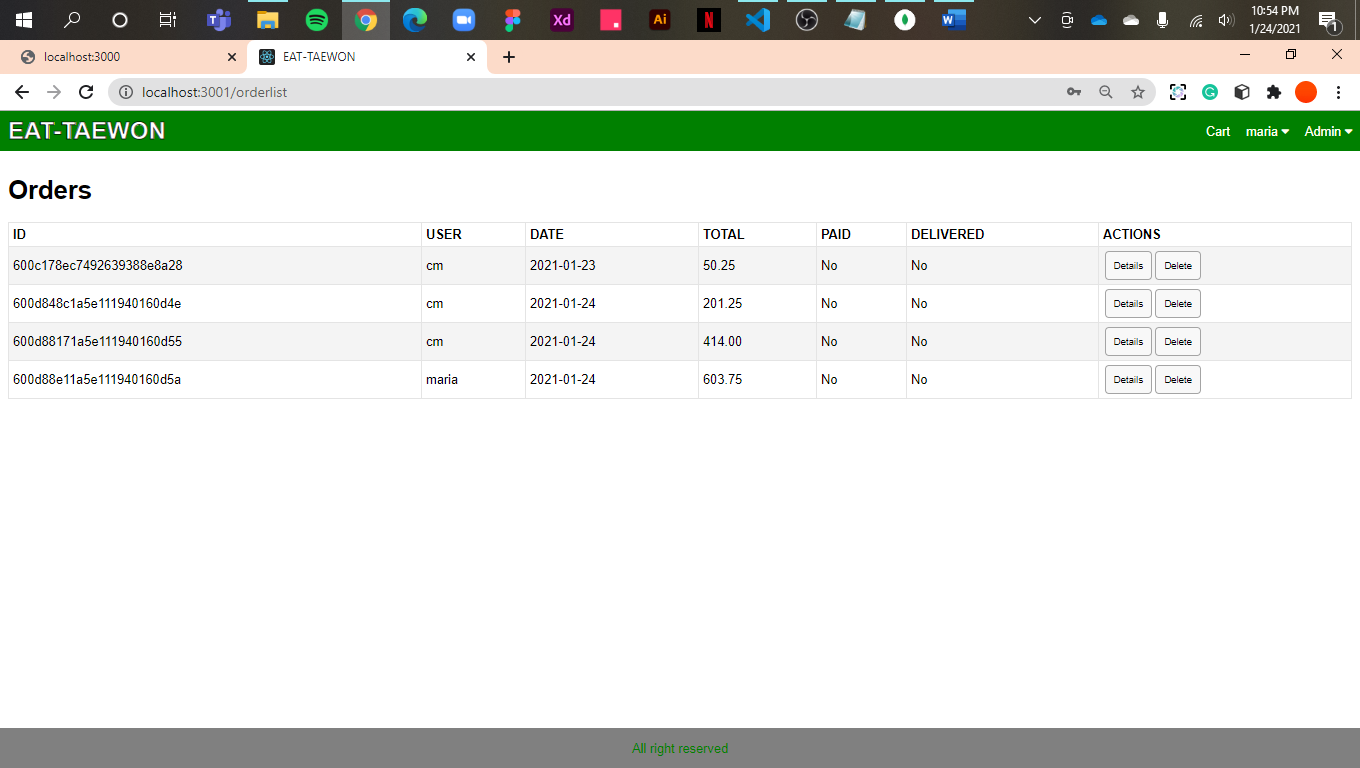 T Xd Ai N W 10:54 PM
1/24/2021 1
localhost:3000 EAT-TAEWON
localhost:3001/orderlist
EAT-TAEWON Cart maria Admin
Orders
ID USER DATE TOTAL PAID DELIVERED ACTIONS
600c178ec7492639388e8a28 cm 2021-01-23 50.25 No No Details Delete
600d848c1a5e111940160d4e cm 2021-01-24 201.25 No No Details Delete
600d88171a5e111940160d55 cm 2021-01-24 414.00 No No Details Delete
600d88e11a5e111940160d5a maria 2021-01-24 603.75 No No Details Delete
All right reserved